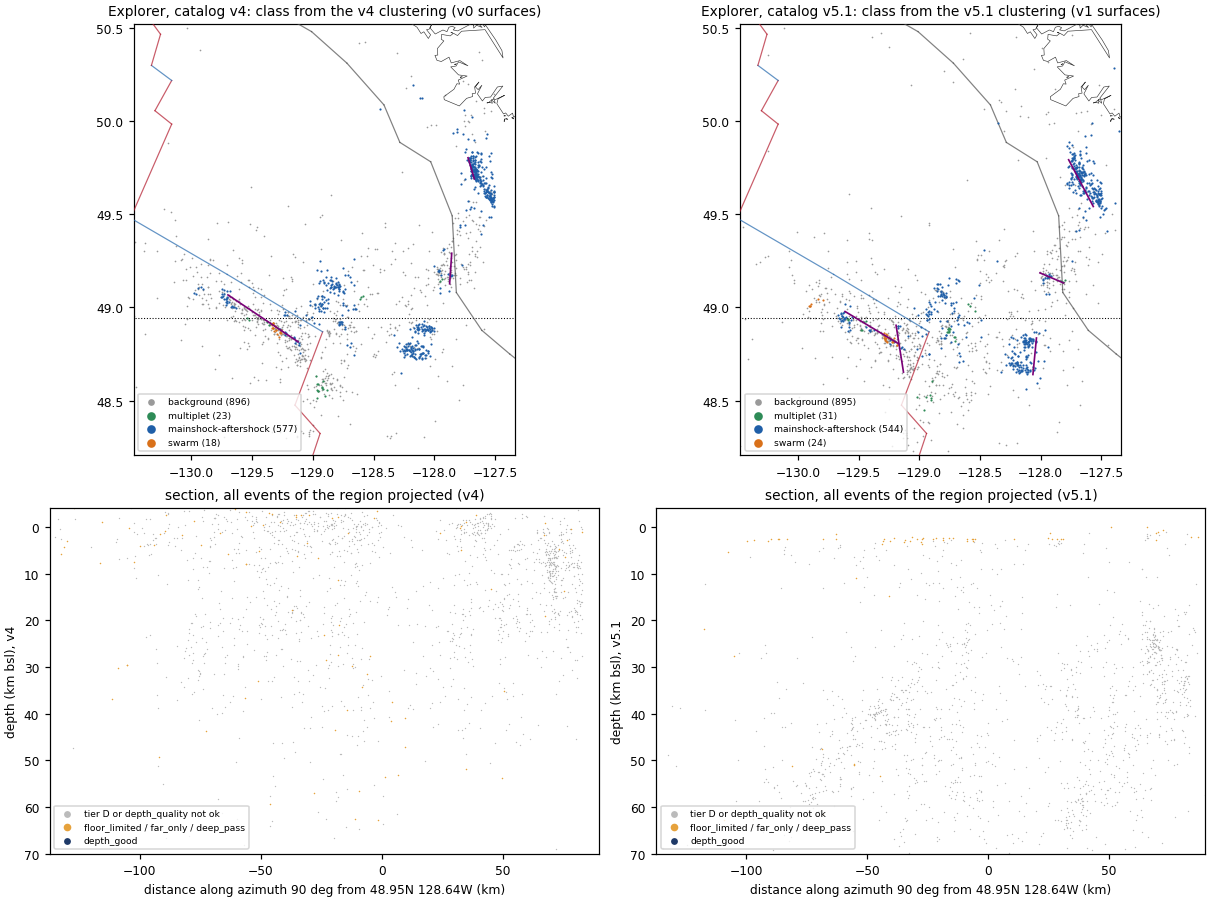 Explorer, catalog v4: class from the v4 clustering (v0 surfaces)
50.5
50.0
49.5
49.0
48.5
background (896)
multiplet (23)
mainshock-aftershock (577)
swarm (18)
−130.0 −129.5 −129.0 −128.5 −128.0 −127.5
Explorer, catalog v5.1: class from the v5.1 clustering (v1 surfaces)
50.5
50.0
49.5
49.0
48.5
background (895)
multiplet (31)
mainshock-aftershock (544)
swarm (24)
−130.0 −129.5 −129.0 −128.5 −128.0 −127.5
section, all events of the region projected (v4)
depth (km bsl), v4
0
10
20
30
40
50
60
70
tier D or depth_quality not ok
floor_limited / far_only / deep_pass
depth_good
−100 −50 0 50
distance along azimuth 90 deg from 48.95N 128.64W (km)
section, all events of the region projected (v5.1)
depth (km bsl), v5.1
0
10
20
30
40
50
60
70
tier D or depth_quality not ok
floor_limited / far_only / deep_pass
depth_good
−100 −50 0 50
distance along azimuth 90 deg from 48.95N 128.64W (km)